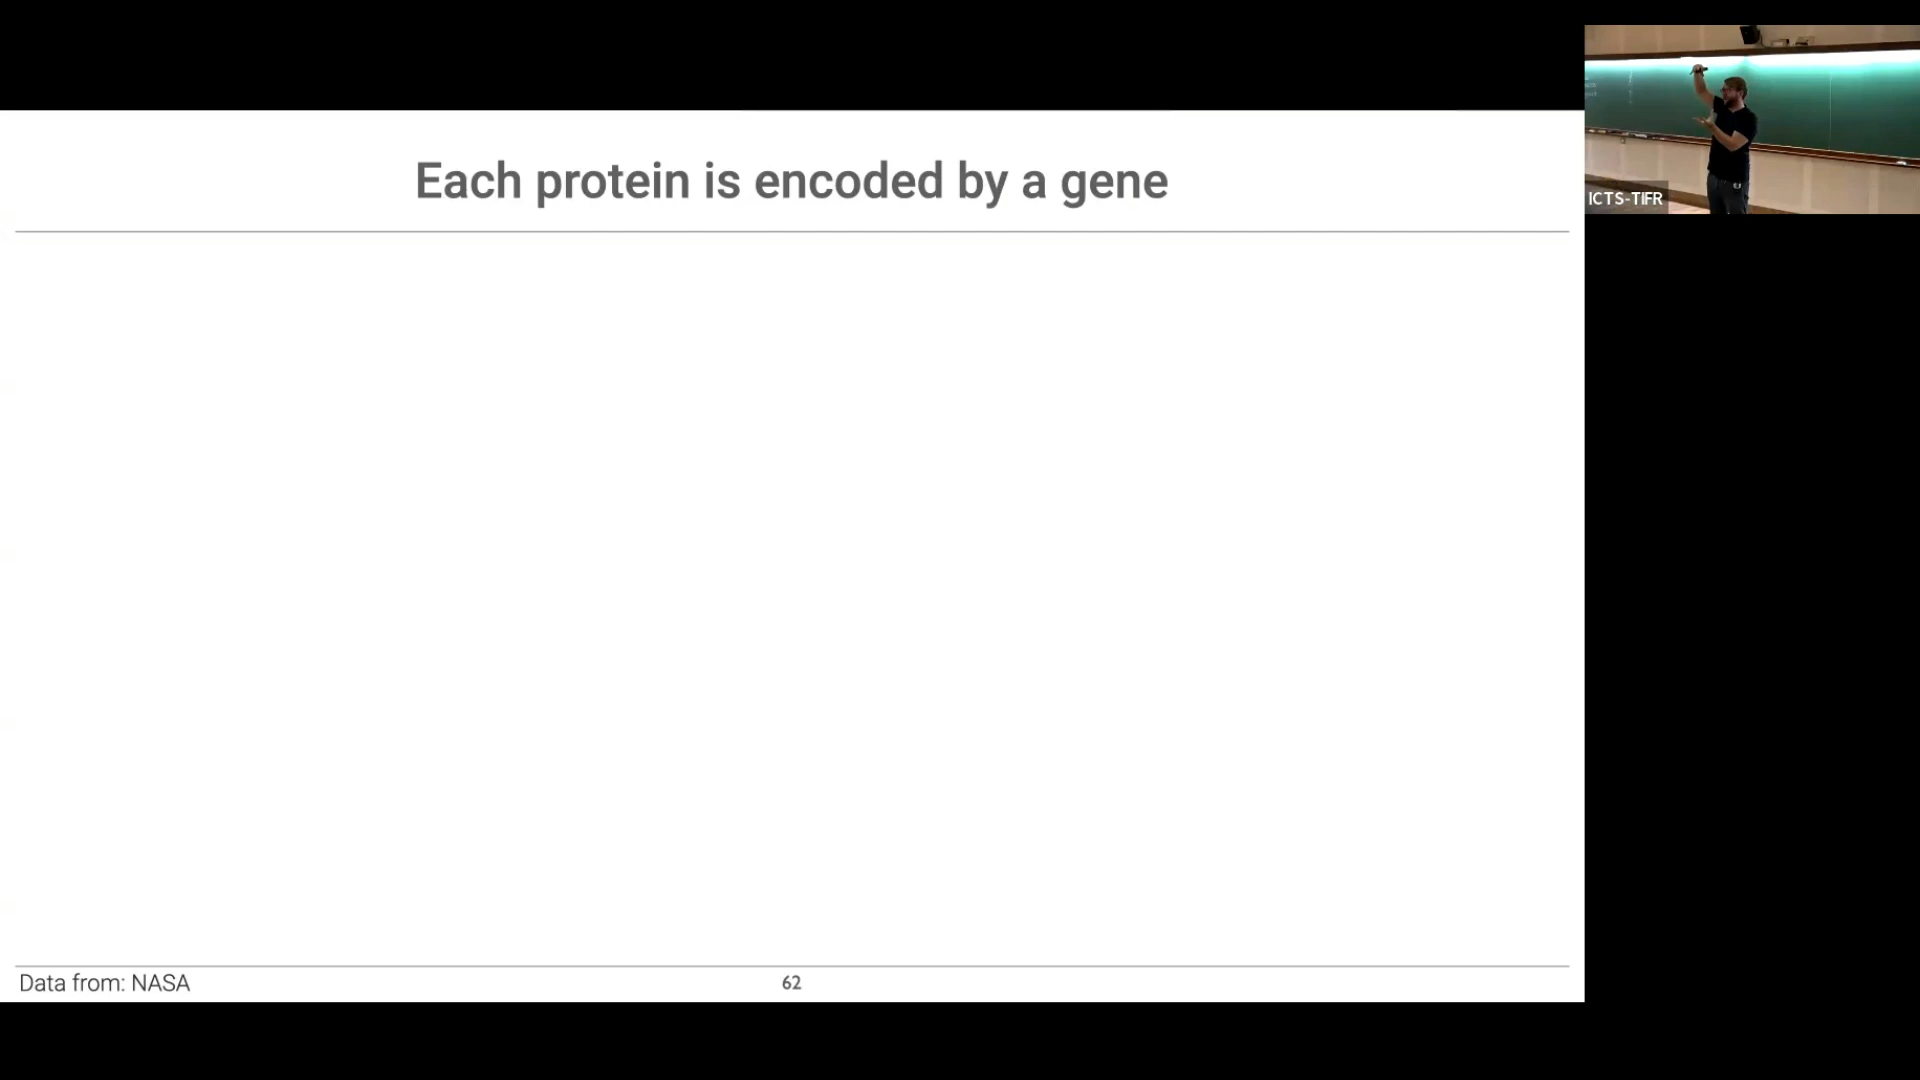 Each protein is encoded by a gene
ICTS-TIFR
Data from: NASA
62